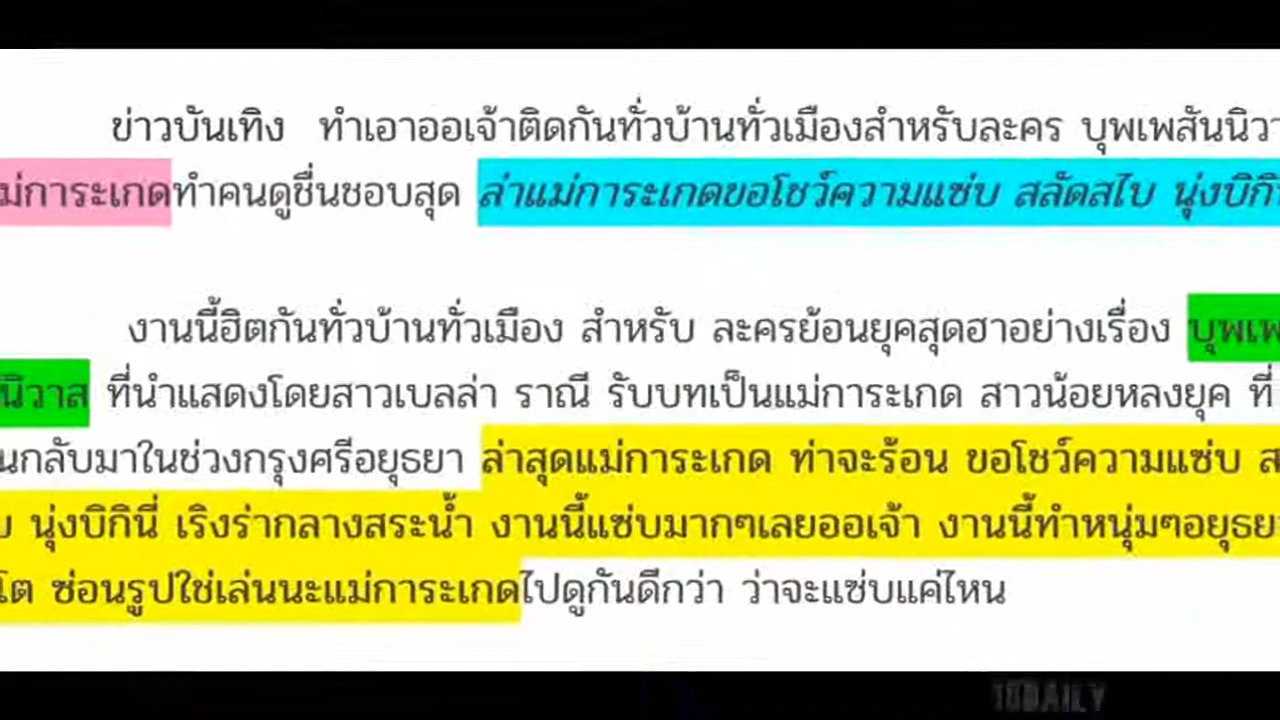 ข่าวบันเทิง ทำเอาออเจ้าติดกันทั่วบ้านทั่วเมืองสำหรับละคร บุพเพสันนิวา
ม่การะเกดทำคนดูชื่นชอบสุด ล่าแม่การะเกดขอโชว์ความแซ่บ สลัดสไบ นุ่งบิกิ
งานนี้ฮิตกันทั่วบ้านทั่วเมือง สำหรับ ละครย้อนยุคสุดฮาอย่างเรื่อง บุพเพ
นิวาส ที่นำแสดงโดยสาวเบลล่า ราณี รับบทเป็นแม่การะเกด สาวน้อยหลงยุค ที่
นกลับมาในช่วงกรุงศรีอยุธยา ล่าสุดแม่การะเกด ท่าจะร้อน ขอโชว์ความแซ่บ ส
บ นุ่งบิกินี่ เริงร่ากลางสระน้ำ งานนี้แซ่บมากๆเลยออเจ้า งานนี้ทำหนุ่มๆอยุธย
โต ซ่อนรูปใช่เล่นนะแม่การะเกดไปดูกันดีกว่า ว่าจะแซ่บแค่ไหน